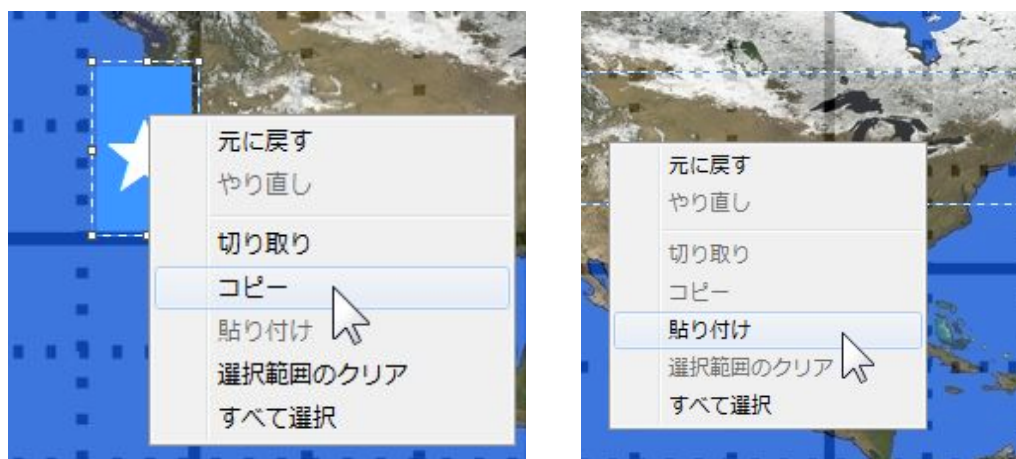 元に戻す
やり直し
切り取り
コピー
貼り付け
選択範囲のクリア
すべて選択
元に戻す
やり直し
切り取り
コピー
貼り付け
選択範囲のクリア
すべて選択